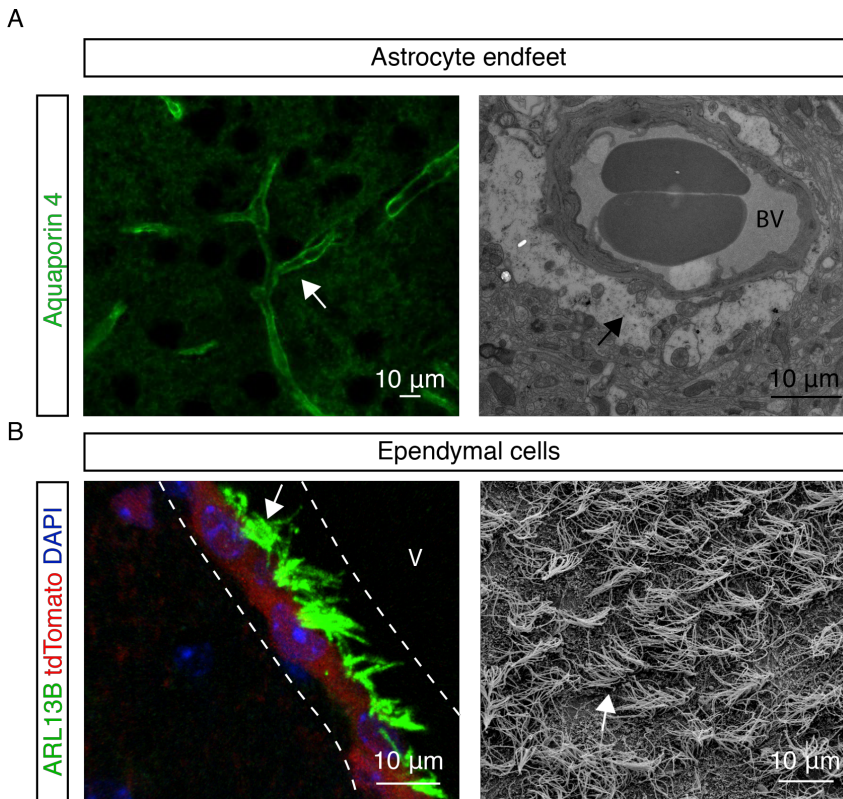 A
Astrocyte endfeet
Aquaporin 4
BV
10 µm
10 µm
B
Ependymal cells
ARL13B tdTomato DAPI
V
10 µm
10 µm